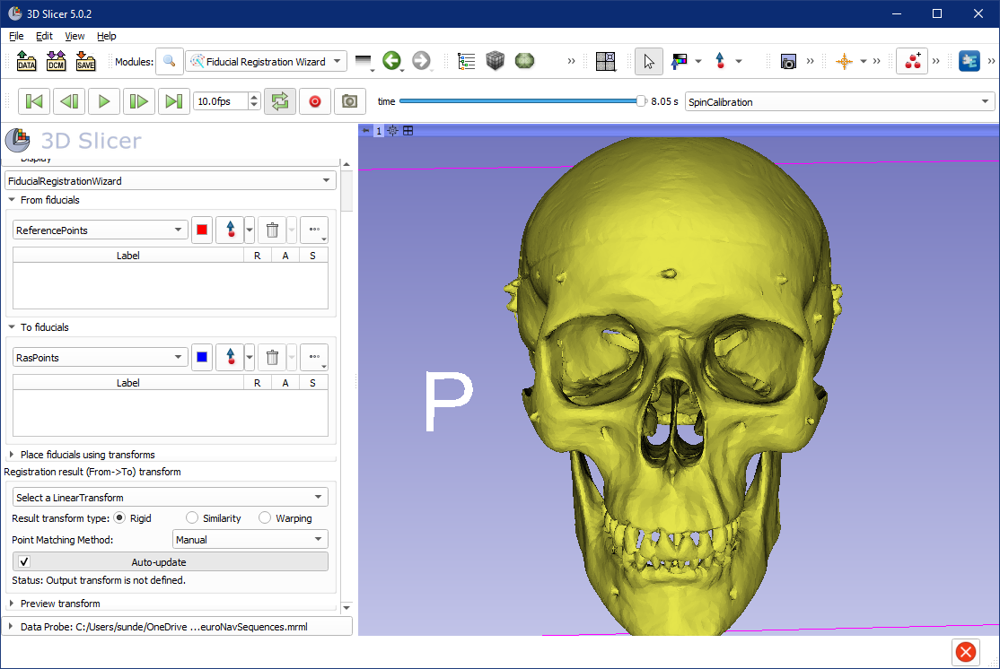 3D Slicer 5.0.2
File Edit View Help
DATA DCM SAVE Modules: Fiducial Registration Wizard
10.0fps time 8.05 s SpinCalibration
1
3D Slicer
Display
FiducialRegistrationWizard
From fiducials
ReferencePoints
Label R A S
To fiducials
RasPoints
Label R A S
P
Place fiducials using transforms
Registration result (From->To) transform
Select a LinearTransform
Result transform type: Rigid Similarity Warping
Point Matching Method: Manual
Auto-update
Status: Output transform is not defined.
Preview transform
Data Probe: C:/Users/sunde/OneDrive ...euroNavSequences.mrml